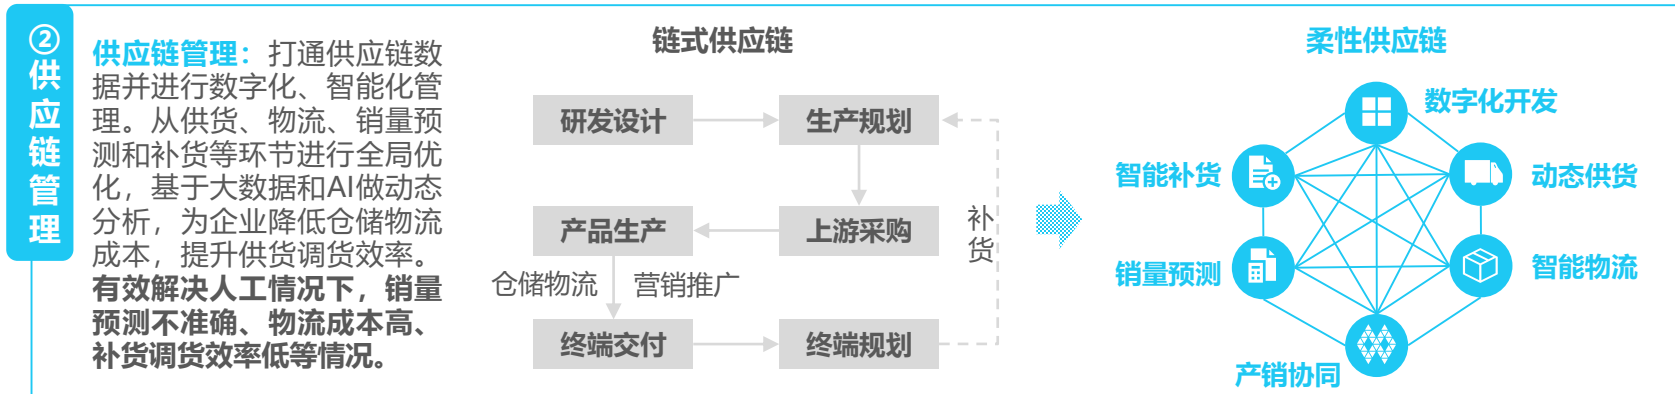 ②供应链管理
供应链管理：打通供应链数
据并进行数字化、智能化管
理。从供货、物流、销量预
测和补货等环节进行全局优
化，基于大数据和AI做动态
分析，为企业降低仓储物流
成本，提升供货调货效率。
有效解决人工情况下，销量
预测不准确、物流成本高、
补货调货效率低等情况。
链式供应链
研发设计
生产规划
产品生产
上游采购
补货
仓储物流
营销推广
终端交付
终端规划
柔性供应链
数字化开发
智能补货
动态供货
销量预测
智能物流
产销协同